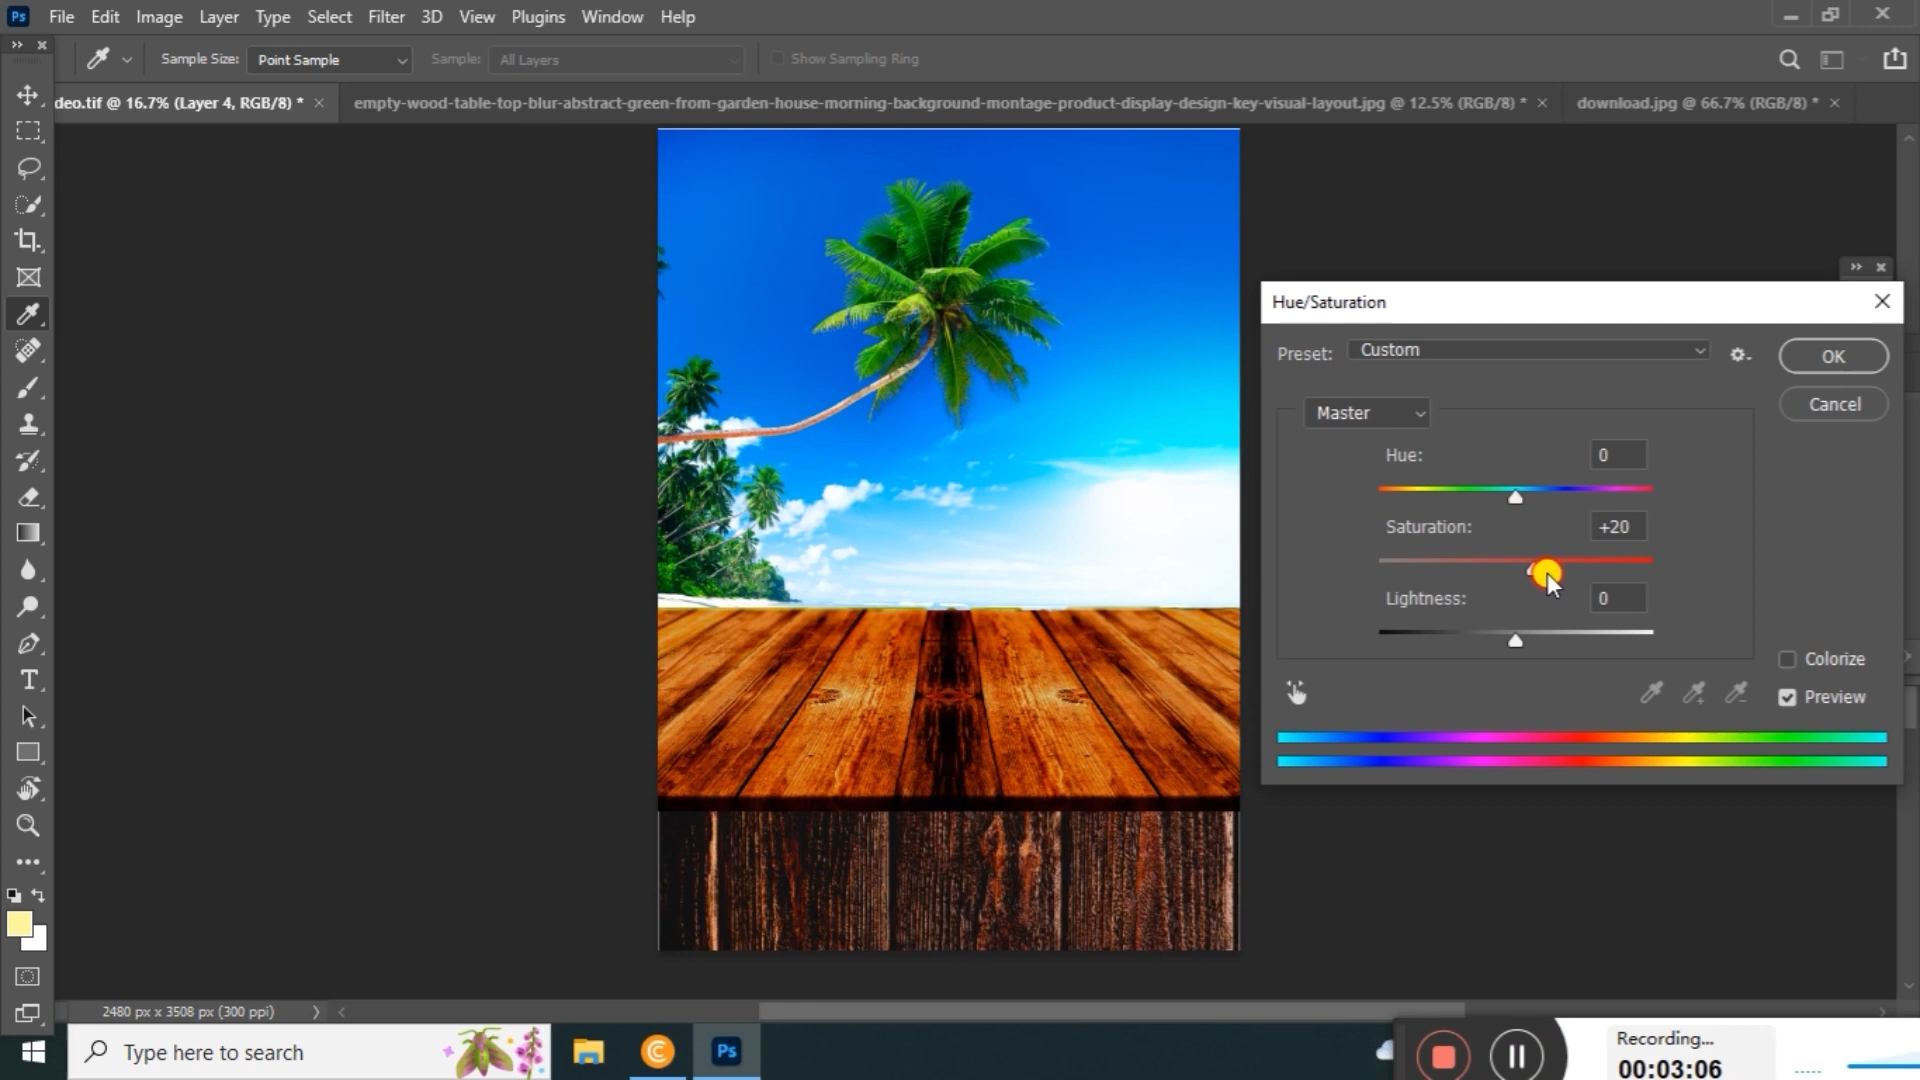 Ps File Edit Image Layer Type Select Filter 3D View Plugins Window Help
Sample Size: Point Sample Sample: All Layers Show Sampling Ring
deo.tif @ 16.7% (Layer 4, RGB/8) * × empty-wood-table-top-blur-abstract-green-from-garden-house-morning-background-montage-product-display-design-key-visual-layout.jpg @ 12.5% (RGB/8) * × download.jpg @ 66.7% (RGB/8) * ×
Hue/Saturation
Preset: Custom OK
Cancel
Master
Hue: 0
Saturation: +20
Lightness: 0
Colorize
Preview
2480 px x 3508 px (300 ppi)
Type here to search
Ps
Recording...
00:03:06